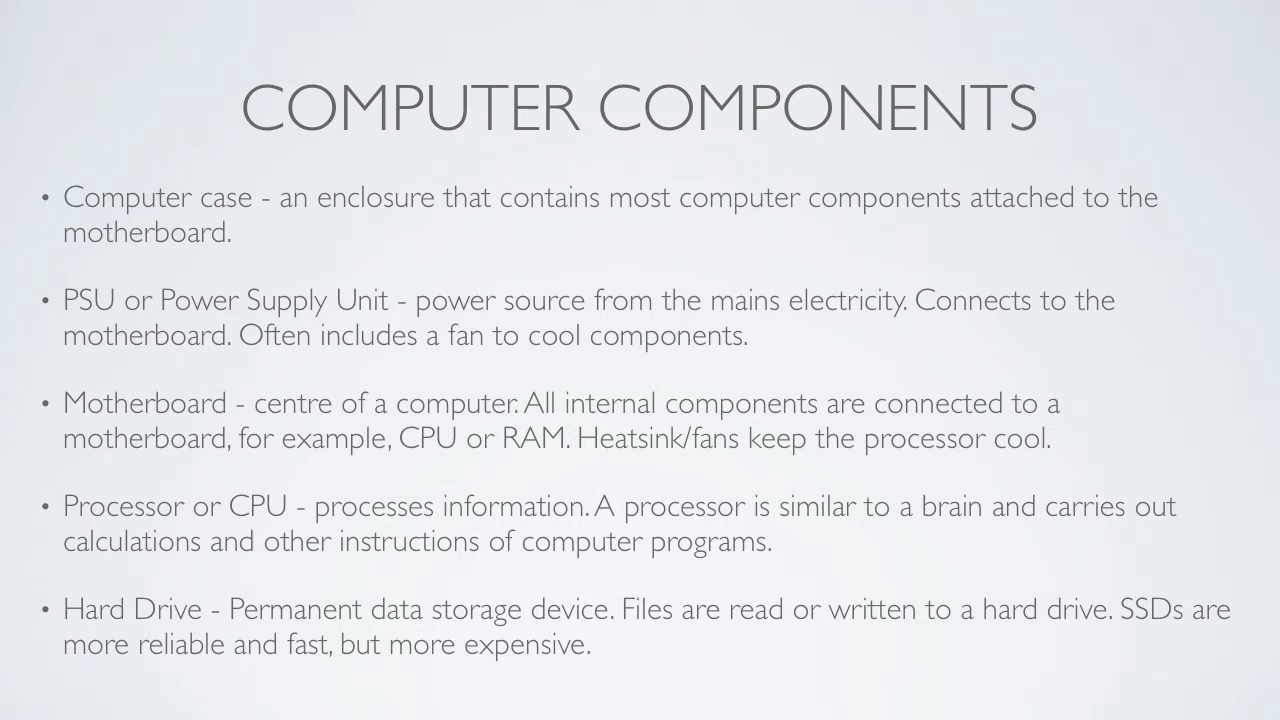 COMPUTER COMPONENTS
• Computer case - an enclosure that contains most computer components attached to the
motherboard.
• PSU or Power Supply Unit - power source from the mains electricity. Connects to the
motherboard. Often includes a fan to cool components.
• Motherboard - centre of a computer. All internal components are connected to a
motherboard, for example, CPU or RAM. Heatsink/fans keep the processor cool.
• Processor or CPU - processes information. A processor is similar to a brain and carries out
calculations and other instructions of computer programs.
• Hard Drive - Permanent data storage device. Files are read or written to a hard drive. SSDs are
more reliable and fast, but more expensive.